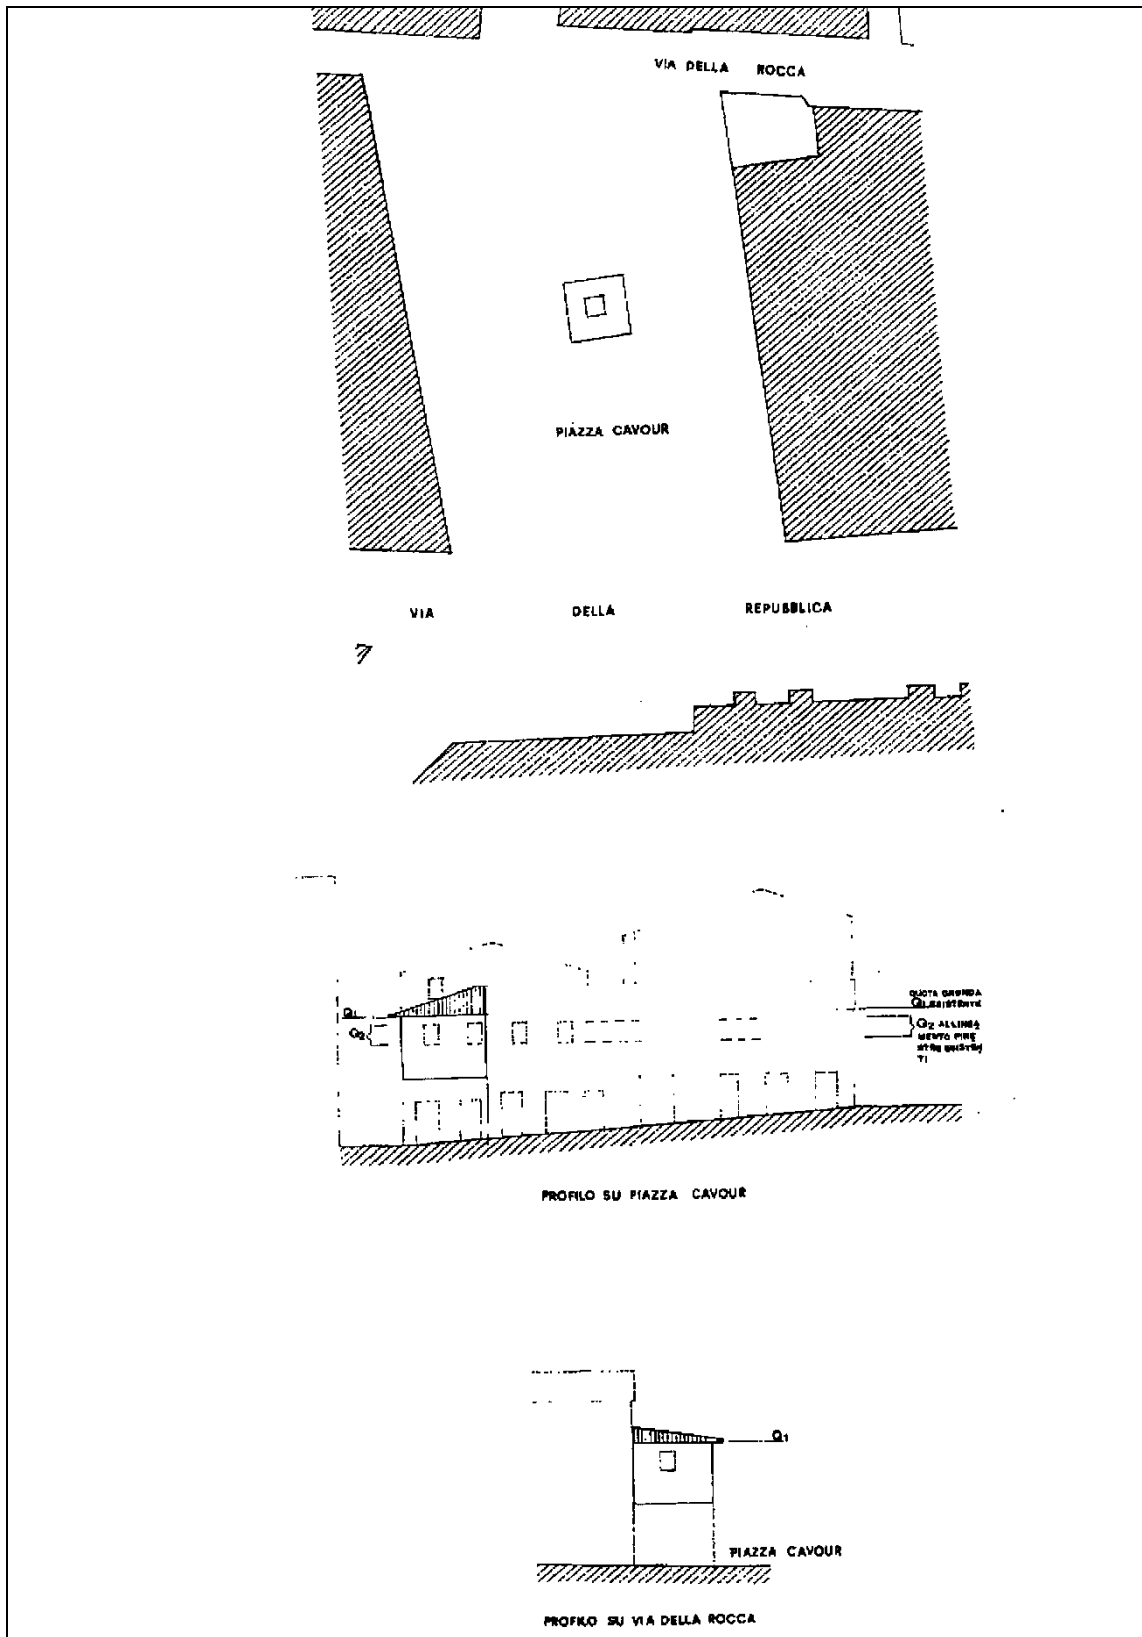 VIA DELLA ROCCA
PIAZZA CAVOUR
VIA DELLA REPUBBLICA
Q1
Q2
QUOTA GRONDA
Q1 ESISTENTE
Q2 ALLINEA
MENTO FINE
STRE ESISTEN
TI
PROFILO SU PIAZZA CAVOUR
Q1
PIAZZA CAVOUR
PROFILO SU VIA DELLA ROCCA